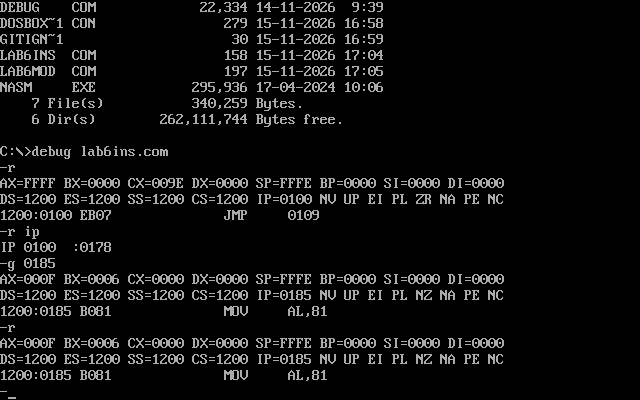 DEBUG    COM            22,334 14-11-2026  9:39
DOSBOX~1 CON               279 15-11-2026 16:58
GITIGN~1                    30 15-11-2026 16:59
LAB6INS  COM               158 15-11-2026 17:04
LAB6MOD  COM               197 15-11-2026 17:05
NASM     EXE           295,936 17-04-2024 10:06
    7 File(s)          340,259 Bytes.
    6 Dir(s)       262,111,744 Bytes free.
C:\>debug lab6ins.com
-r
AX=FFFF BX=0000 CX=009E DX=0000 SP=FFFE BP=0000 SI=0000 DI=0000
DS=1200 ES=1200 SS=1200 CS=1200 IP=0100 NV UP EI PL ZR NA PE NC
1200:0100 EB07              JMP     0109
-r ip
IP 0100  :0178
-g 0185
AX=000F BX=0006 CX=0000 DX=0000 SP=FFFE BP=0000 SI=0000 DI=0000
DS=1200 ES=1200 SS=1200 CS=1200 IP=0185 NV UP EI PL NZ NA PE NC
1200:0185 B081              MOV     AL,81
-r
AX=000F BX=0006 CX=0000 DX=0000 SP=FFFE BP=0000 SI=0000 DI=0000
DS=1200 ES=1200 SS=1200 CS=1200 IP=0185 NV UP EI PL NZ NA PE NC
1200:0185 B081              MOV     AL,81
-_